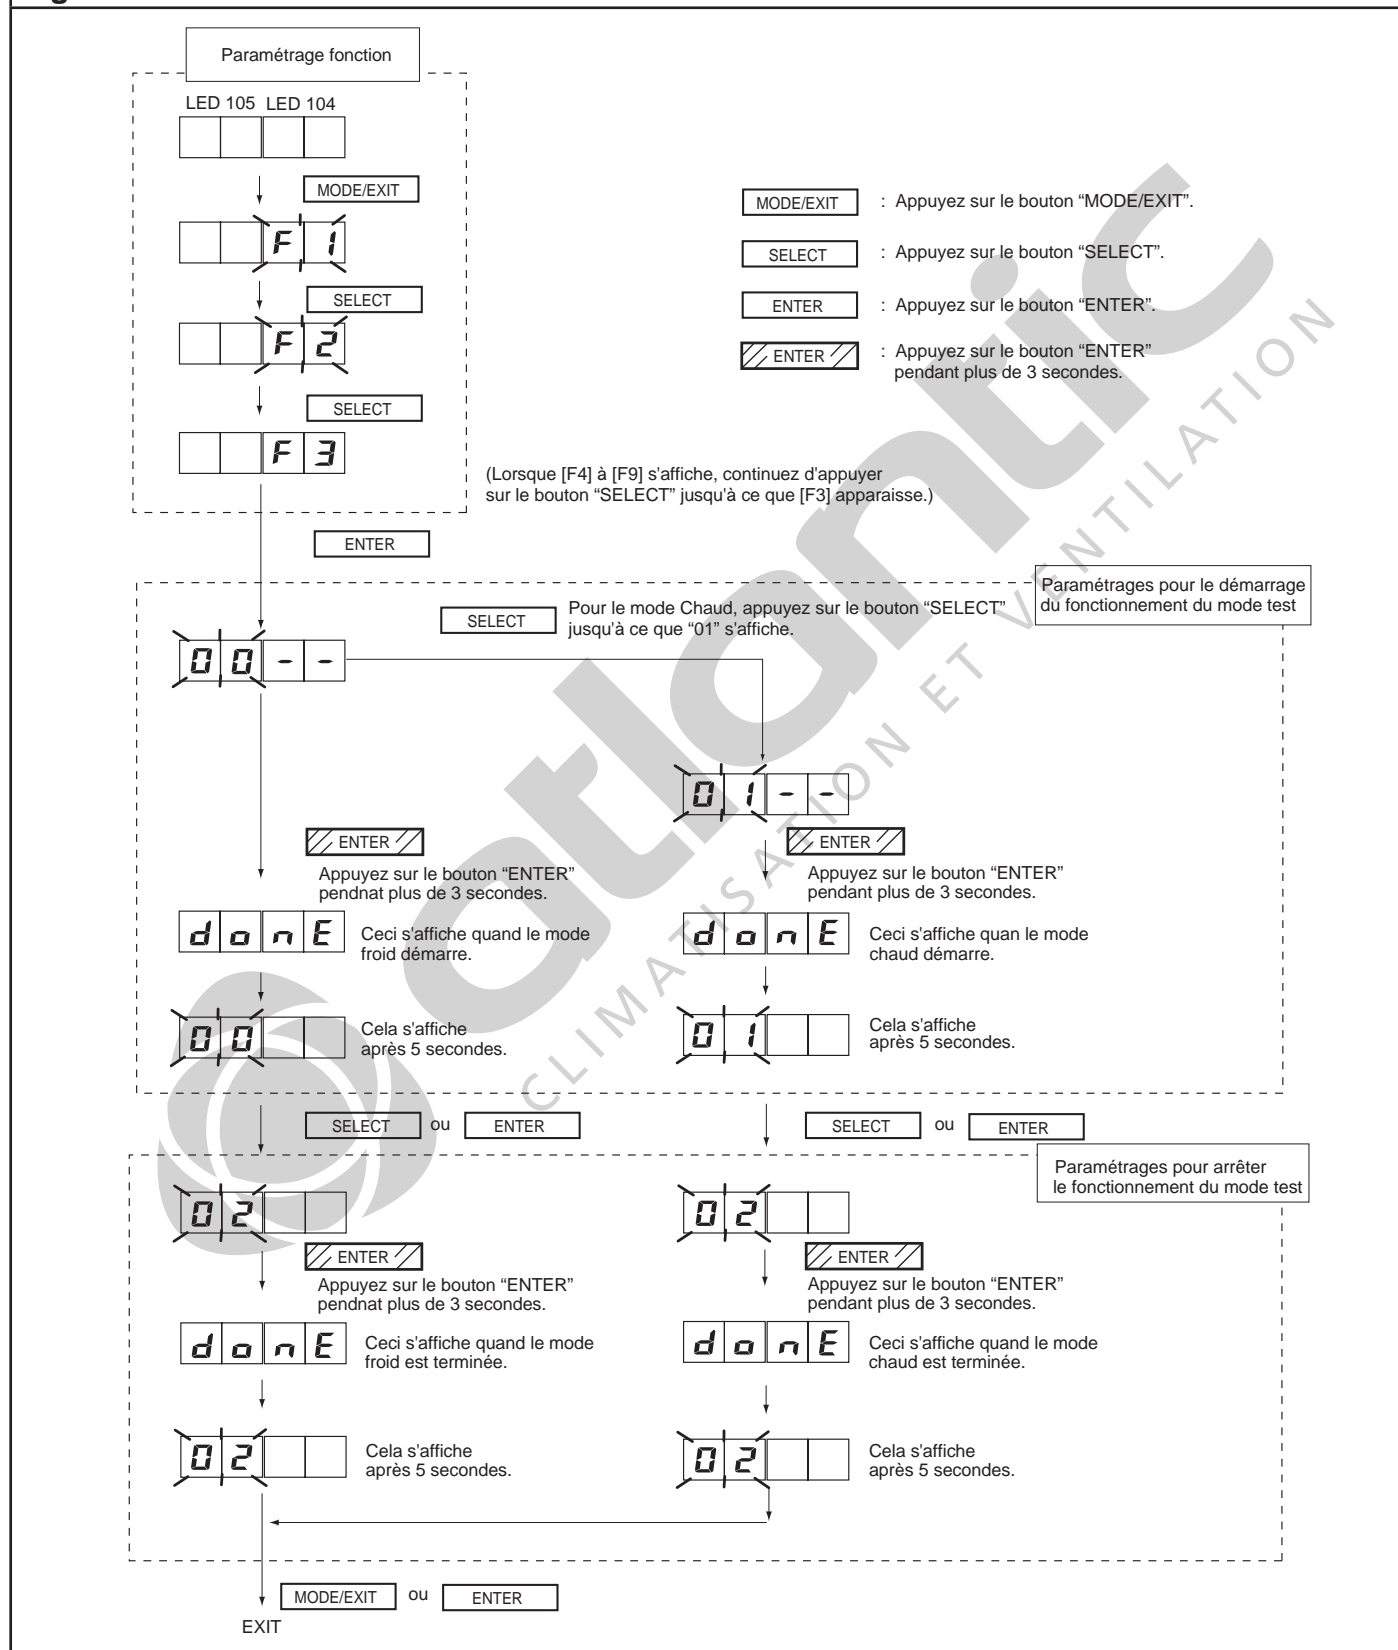 Paramétrage fonction
LED 105 LED 104
MODE/EXIT
F 1
SELECT
F 2
SELECT
F 3
MODE/EXIT : Appuyez sur le bouton “MODE/EXIT”.
SELECT : Appuyez sur le bouton “SELECT”.
ENTER : Appuyez sur le bouton “ENTER”.
ENTER : Appuyez sur le bouton “ENTER”
pendant plus de 3 secondes.
(Lorsque [F4] à [F9] s'affiche, continuez d'appuyer
sur le bouton “SELECT” jusqu'à ce que [F3] apparaisse.)
ENTER
Paramétrages pour le démarrage
du fonctionnement du mode test
SELECT
Pour le mode Chaud, appuyez sur le bouton “SELECT”
jusqu'à ce que “01” s'affiche.
0 0 - -
0 1 - -
ENTER
Appuyez sur le bouton “ENTER”
pendnat plus de 3 secondes.
d o n E
Ceci s'affiche quand le mode
froid démarre.
0 0
Cela s'affiche
après 5 secondes.
ENTER
Appuyez sur le bouton “ENTER”
pendant plus de 3 secondes.
d o n E
Ceci s'affiche quan le mode
chaud démarre.
0 1
Cela s'affiche
après 5 secondes.
SELECT ou ENTER
SELECT ou ENTER
Paramétrages pour arrêter
le fonctionnement du mode test
0 2
ENTER
Appuyez sur le bouton “ENTER”
pendnat plus de 3 secondes.
d o n E
Ceci s'affiche quand le mode
froid est terminée.
0 2
Cela s'affiche
après 5 secondes.
0 2
ENTER
Appuyez sur le bouton “ENTER”
pendant plus de 3 secondes.
d o n E
Ceci s'affiche quand le mode
chaud est terminée.
0 2
Cela s'affiche
après 5 secondes.
MODE/EXIT ou ENTER
EXIT
atlantic
CLIMATISATION ET VENTILATION